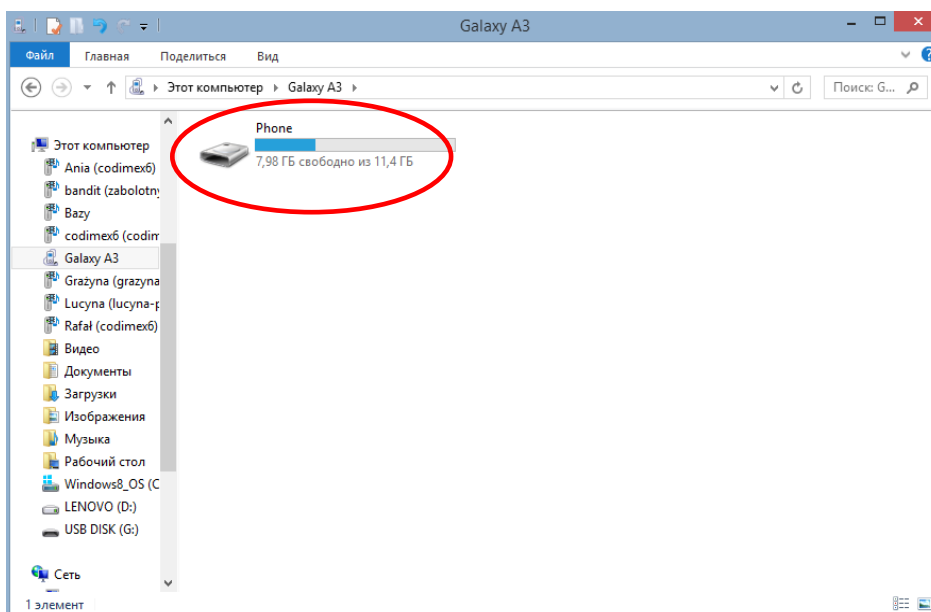 Galaxy A3
Файл Главная Поделиться Вид
Этот компьютер Galaxy A3 Поиск: G...
Этот компьютер
Ania (codimex6)
bandit (zabolotny
Bazy
codimex6 (codim
Galaxy A3
Grażyna (grazyna
Lucyna (lucyna-p
Rafał (codimex6)
Видео
Документы
Загрузки
Изображения
Музыка
Рабочий стол
Windows8_OS (C
LENOVO (D:)
USB DISK (G:)
Сеть
Phone
7,98 ГБ свободно из 11,4 ГБ
1 элемент